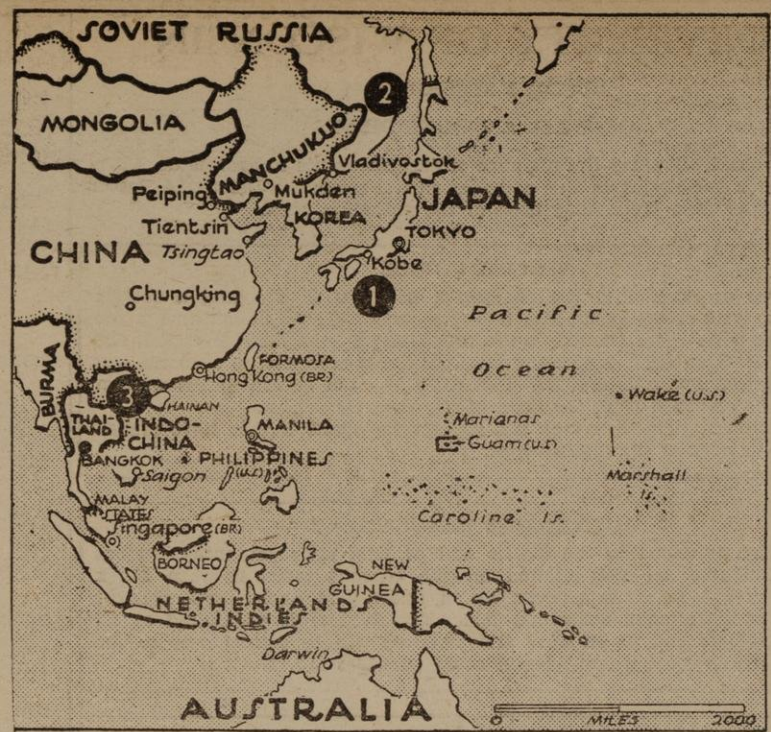 SOVIET RUSSIA
2
MONGOLIA
MANCHUKUO
Vladivostok
Peiping
Mukden
JAPAN
KOREA
Tientsin
TOKYO
CHINA
Tsingtao
Kobe
1
Chungking
Pacific
Ocean
FORMOSA
Hong Kong (BR)
BURMA
3
HAINAN
Wake (U.S.)
THAI-
LAND
INDO-
CHINA
MANILA
Marianas
Guam (U.S)
BANGKOK
PHILIPPINES
(U.S.)
Saigon
Marshall
Is.
MALAY
STATES
Caroline Is.
Singapore (BR)
BORNEO
NEW
GUINEA
NETHERLANDS
INDIES
Darwin
AUSTRALIA
0 MILES 2000